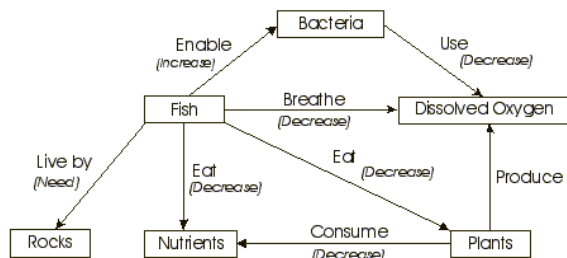 Bacteria
Enable
(Increase)
Use
(Decrease)
Fish
Breathe
(Decrease)
Dissolved Oxygen
Live by
(Need)
Eat
(Decrease)
Eat
(Decrease)
Produce
Rocks
Nutrients
Consume
(Decrease)
Plants